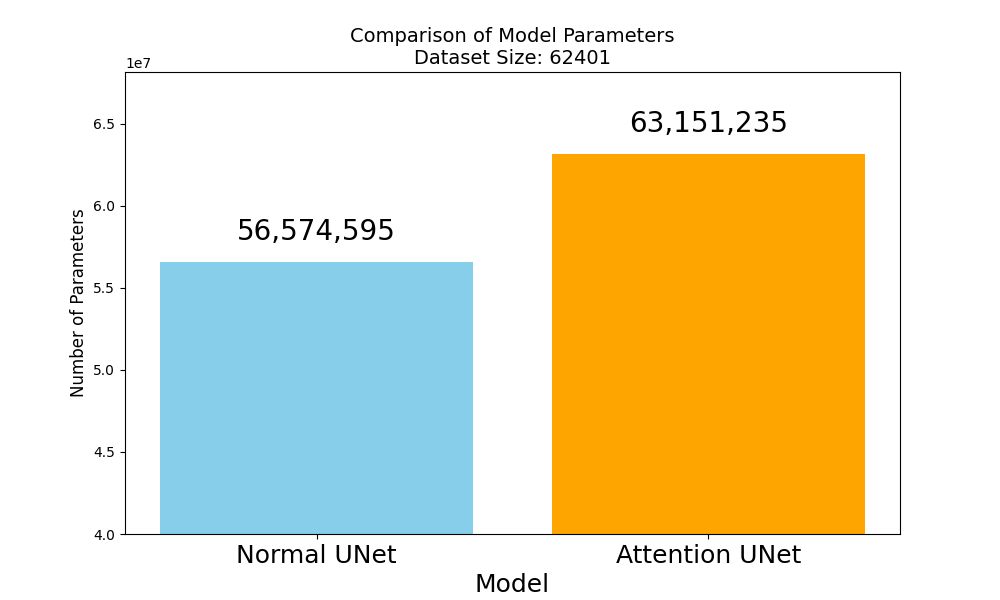 Comparison of Model Parameters
Dataset Size: 62401
1e7
6.5
6.0
5.5
5.0
4.5
4.0
Number of Parameters
56,574,595
63,151,235
Normal UNet
Attention UNet
Model